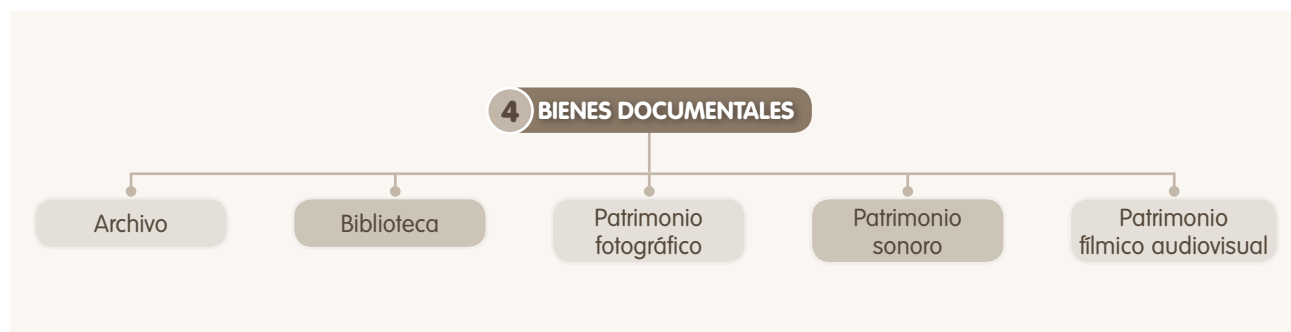 4 BIENES DOCUMENTALES
Archivo
Biblioteca
Patrimonio
fotográfico
Patrimonio
sonoro
Patrimonio
fílmico audiovisual